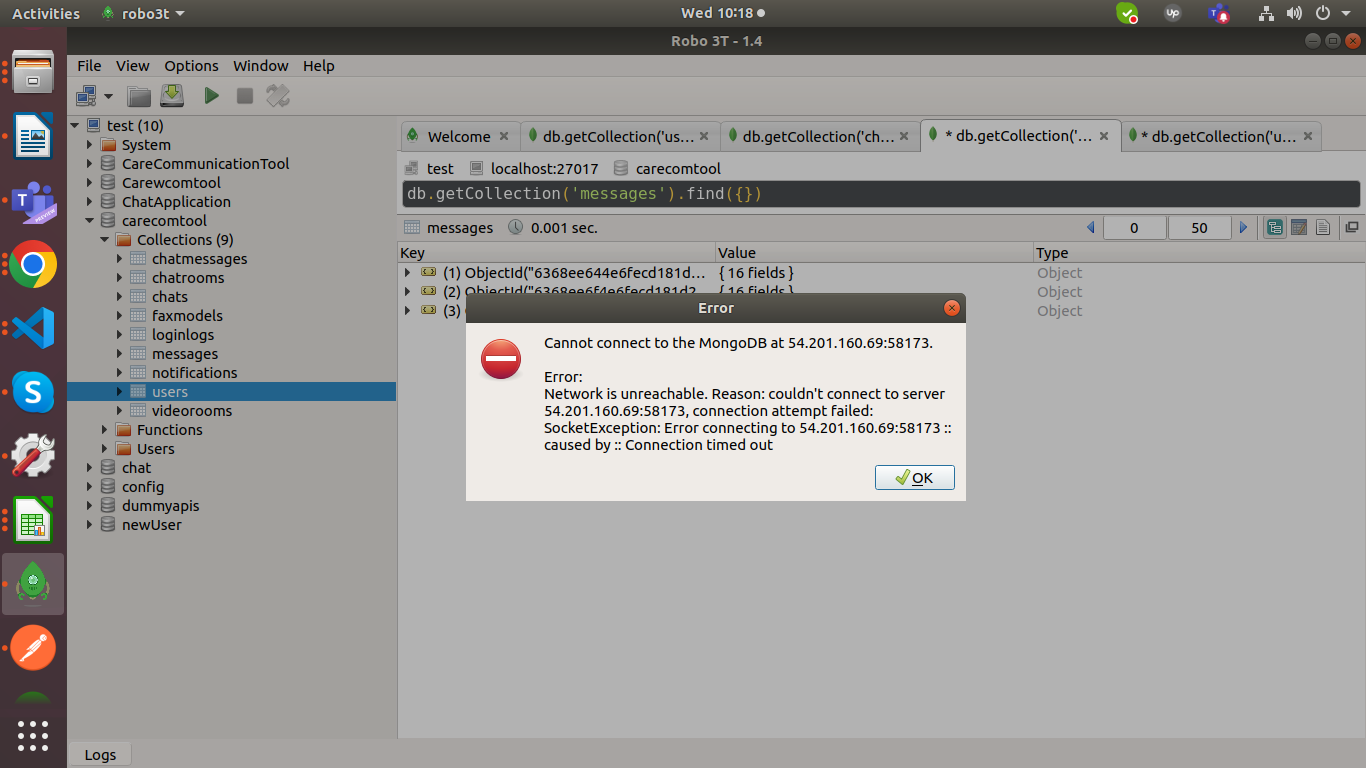 Activities
robo3t
Wed 10:18
UP
Robo 3T - 1.4
File View Options Window Help
test (10)
System
CareCommunicationTool
Carewcomtool
ChatApplication
carecomtool
Collections (9)
chatmessages
chatrooms
chats
faxmodels
loginlogs
messages
notifications
users
videorooms
Functions
Users
chat
config
dummyapis
newUser
Welcome
db.getCollection('us...
db.getCollection('ch...
* db.getCollection('...
* db.getCollection('u...
test localhost:27017 carecomtool
db.getCollection('messages').find({})
messages 0.001 sec. 0 50
Key Value Type
(1) ObjectId("6368ee644e6fecd181d... { 16 fields } Object
(2) ObjectId("6368ee6f4e6fecd181d2... { 16 fields } Object
(3) Object
Error
Cannot connect to the MongoDB at 54.201.160.69:58173.
Error:
Network is unreachable. Reason: couldn't connect to server
54.201.160.69:58173, connection attempt failed:
SocketException: Error connecting to 54.201.160.69:58173 ::
caused by :: Connection timed out
OK
Logs